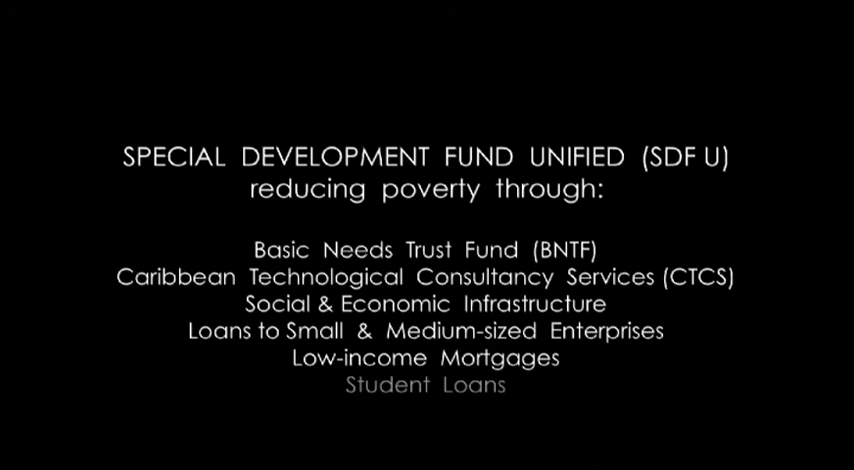 SPECIAL DEVELOPMENT FUND UNIFIED (SDF U)
reducing poverty through:
Basic Needs Trust Fund (BNTF)
Caribbean Technological Consultancy Services (CTCS)
Social & Economic Infrastructure
Loans to Small & Medium-sized Enterprises
Low-income Mortgages
Student Loans